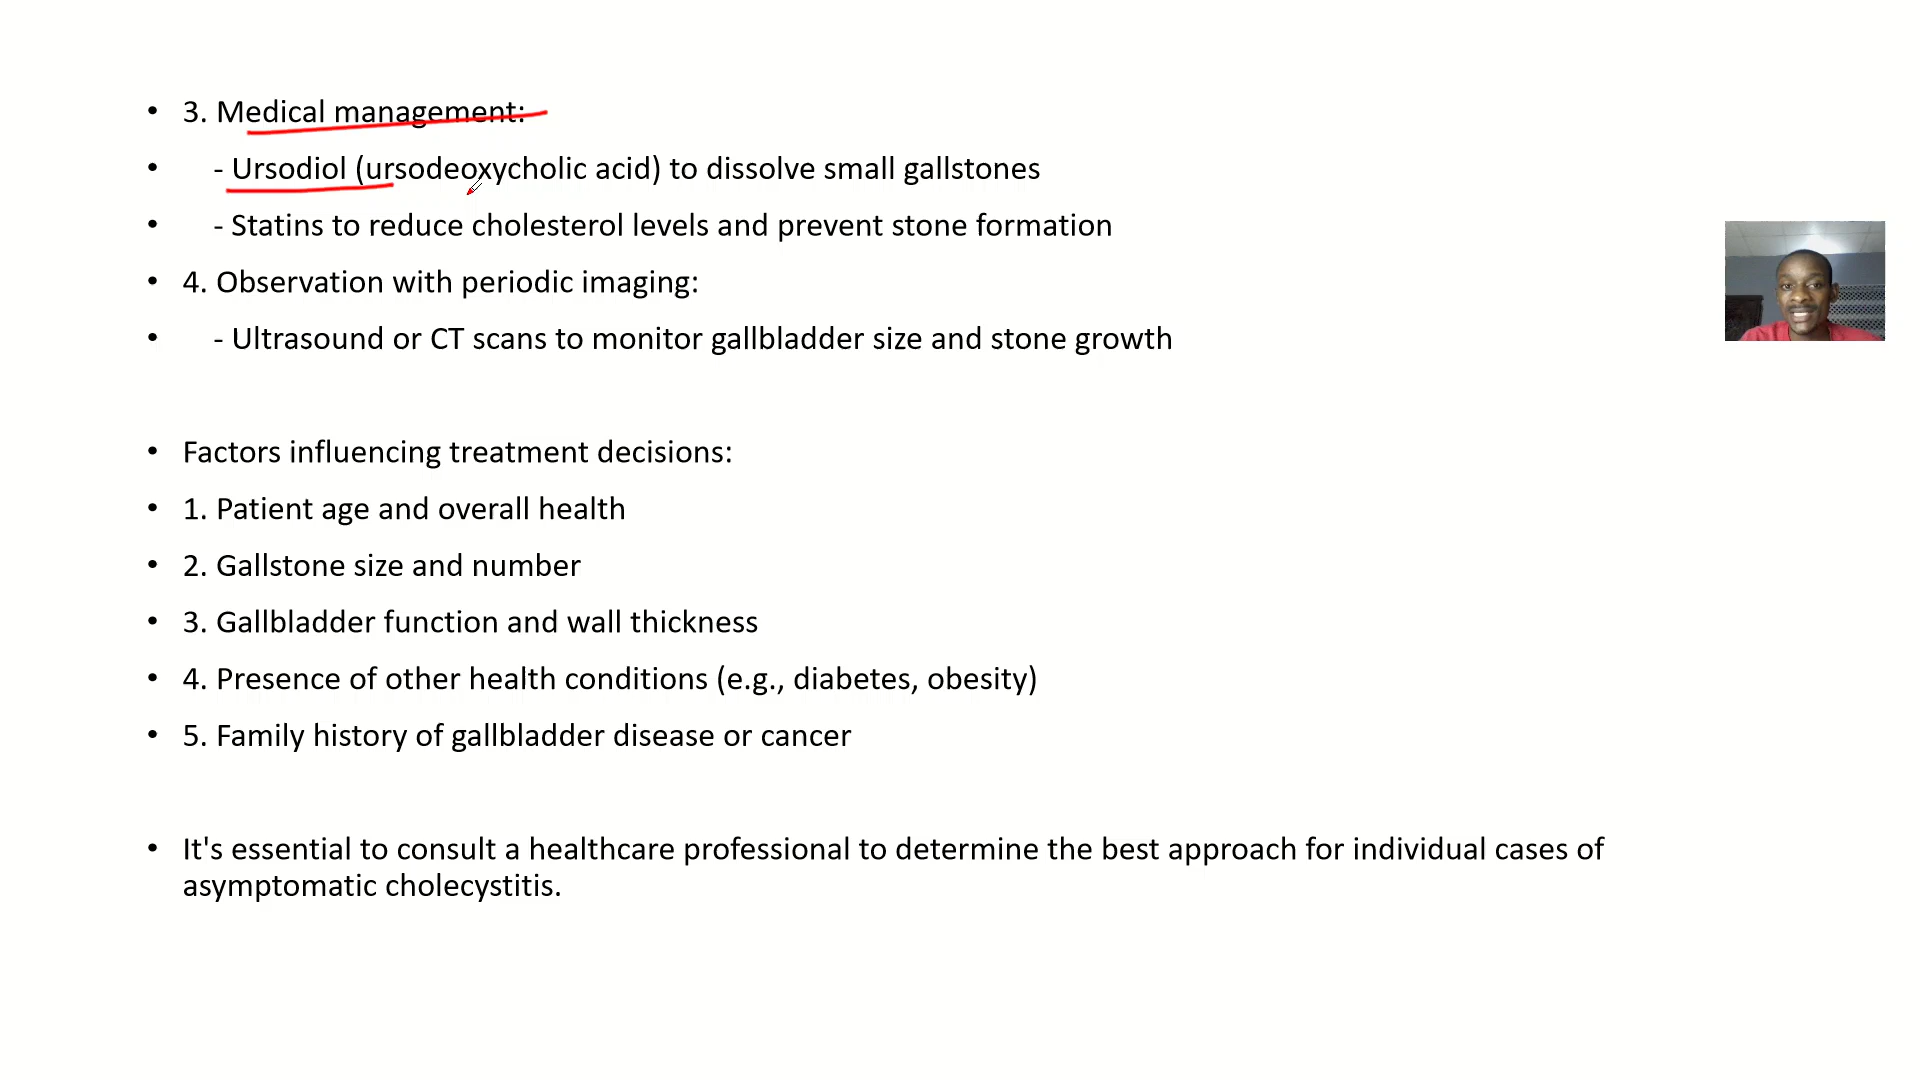 • 3. Medical management:
• - Ursodiol (ursodeoxycholic acid) to dissolve small gallstones
• - Statins to reduce cholesterol levels and prevent stone formation
• 4. Observation with periodic imaging:
• - Ultrasound or CT scans to monitor gallbladder size and stone growth
• Factors influencing treatment decisions:
• 1. Patient age and overall health
• 2. Gallstone size and number
• 3. Gallbladder function and wall thickness
• 4. Presence of other health conditions (e.g., diabetes, obesity)
• 5. Family history of gallbladder disease or cancer
• It's essential to consult a healthcare professional to determine the best approach for individual cases of
asymptomatic cholecystitis.